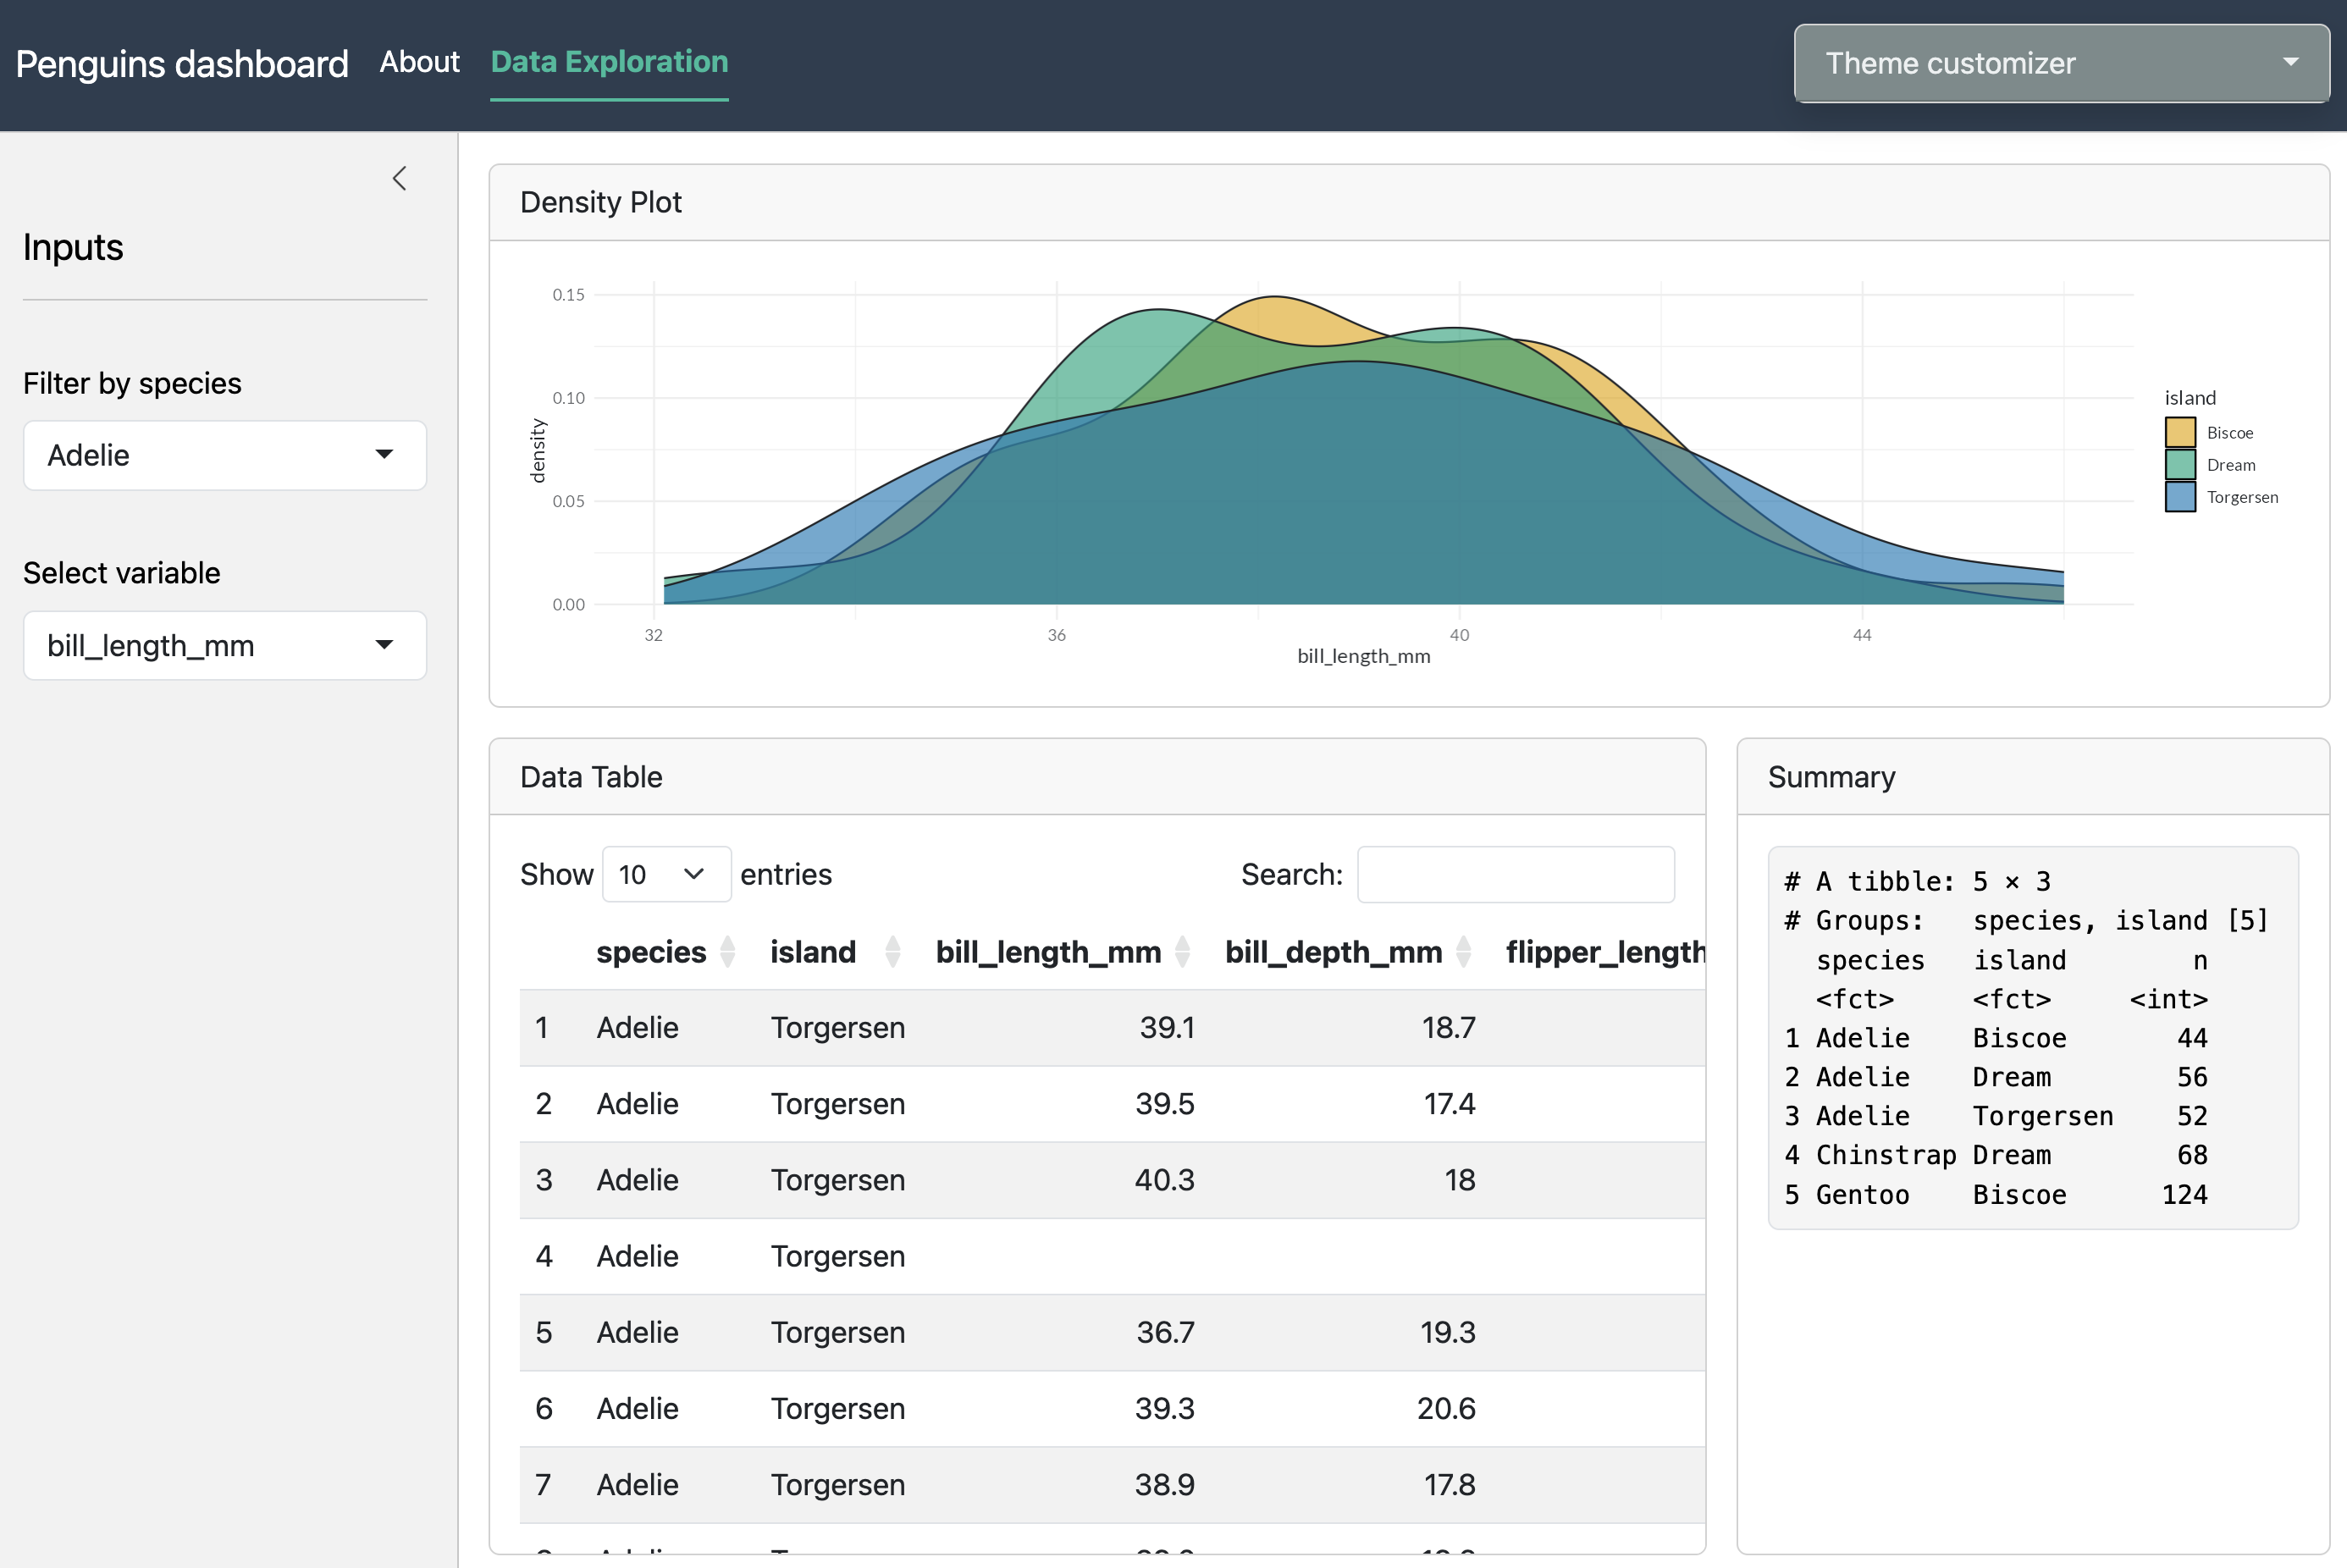 Penguins dashboard About Data Exploration Theme customizer
Inputs
Filter by species
Adelie
Select variable
bill_length_mm
Density Plot
0.15
0.10
0.05
0.00
density
32 36 40 44
bill_length_mm
island
Biscoe
Dream
Torgersen
Data Table
Show 10 entries Search:
species island bill_length_mm bill_depth_mm flipper_length
1 Adelie Torgersen 39.1 18.7
2 Adelie Torgersen 39.5 17.4
3 Adelie Torgersen 40.3 18
4 Adelie Torgersen
5 Adelie Torgersen 36.7 19.3
6 Adelie Torgersen 39.3 20.6
7 Adelie Torgersen 38.9 17.8
Summary
# A tibble: 5 × 3
# Groups: species, island [5]
species island n
<fct> <fct> <int>
1 Adelie Biscoe 44
2 Adelie Dream 56
3 Adelie Torgersen 52
4 Chinstrap Dream 68
5 Gentoo Biscoe 124